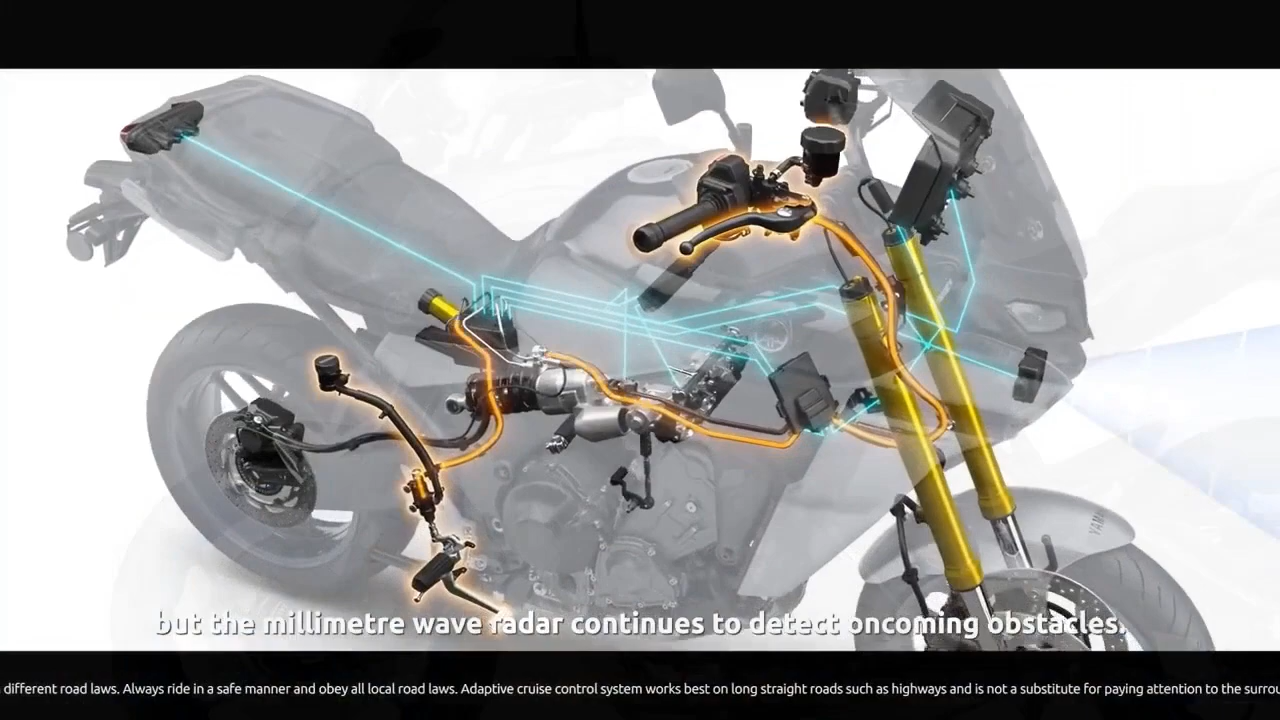 YAMA
but the millimetre wave radar continues to detect oncoming obstacles.
different road laws. Always ride in a safe manner and obey all local road laws. Adaptive cruise control system works best on long straight roads such as highways and is not a substitute for paying attention to the surrou